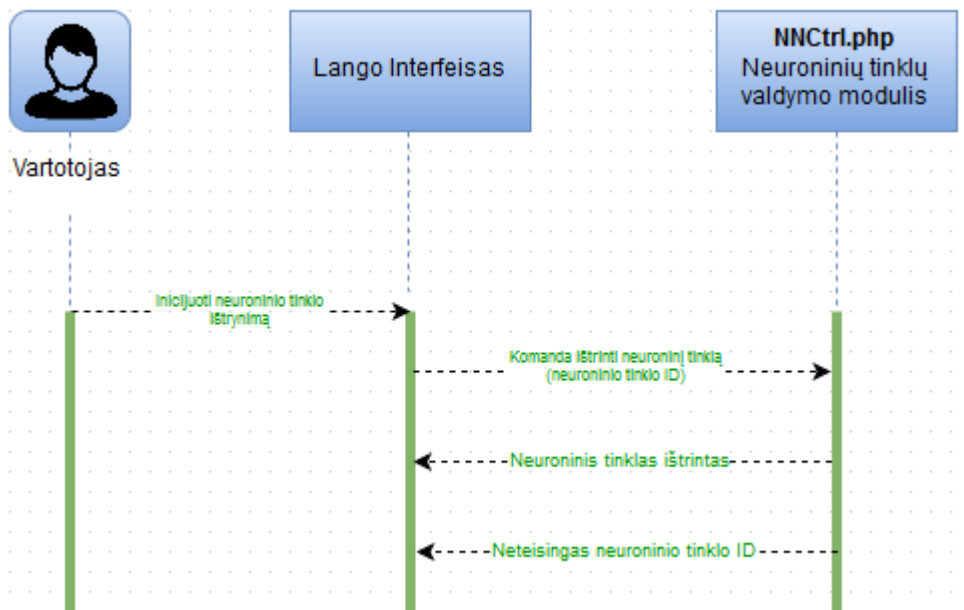 Vartotojas
Lango Interfeisas
NNCtrl.php
Neuroninių tinklų
valdymo modulis
Inicijuoti neuroninio tinklo
ištrynimą
Komanda ištrinti neuroninį tinklą
(neuroninio tinklo ID)
Neuroninis tinklas ištrintas
Neteisingas neuroninio tinklo ID